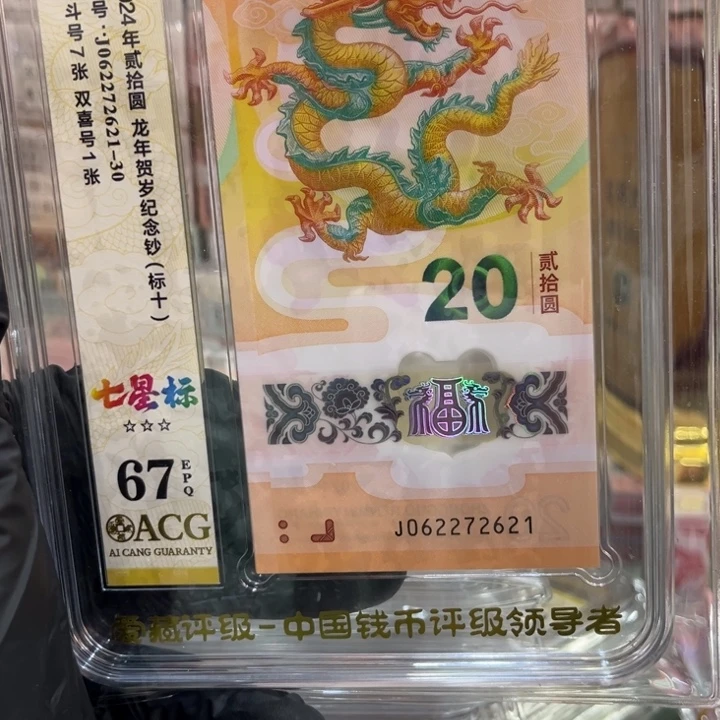 24年贰拾圆 龙年贺岁纪念钞（标十）
号：J062272621-30
斗号7张 双喜号1张
七星标
☆☆☆
67
EPQ
ACG
AI CANG GUARANTY
20
贰拾圆
福
J062272621
爱藏评级-中国钱币评级领导者